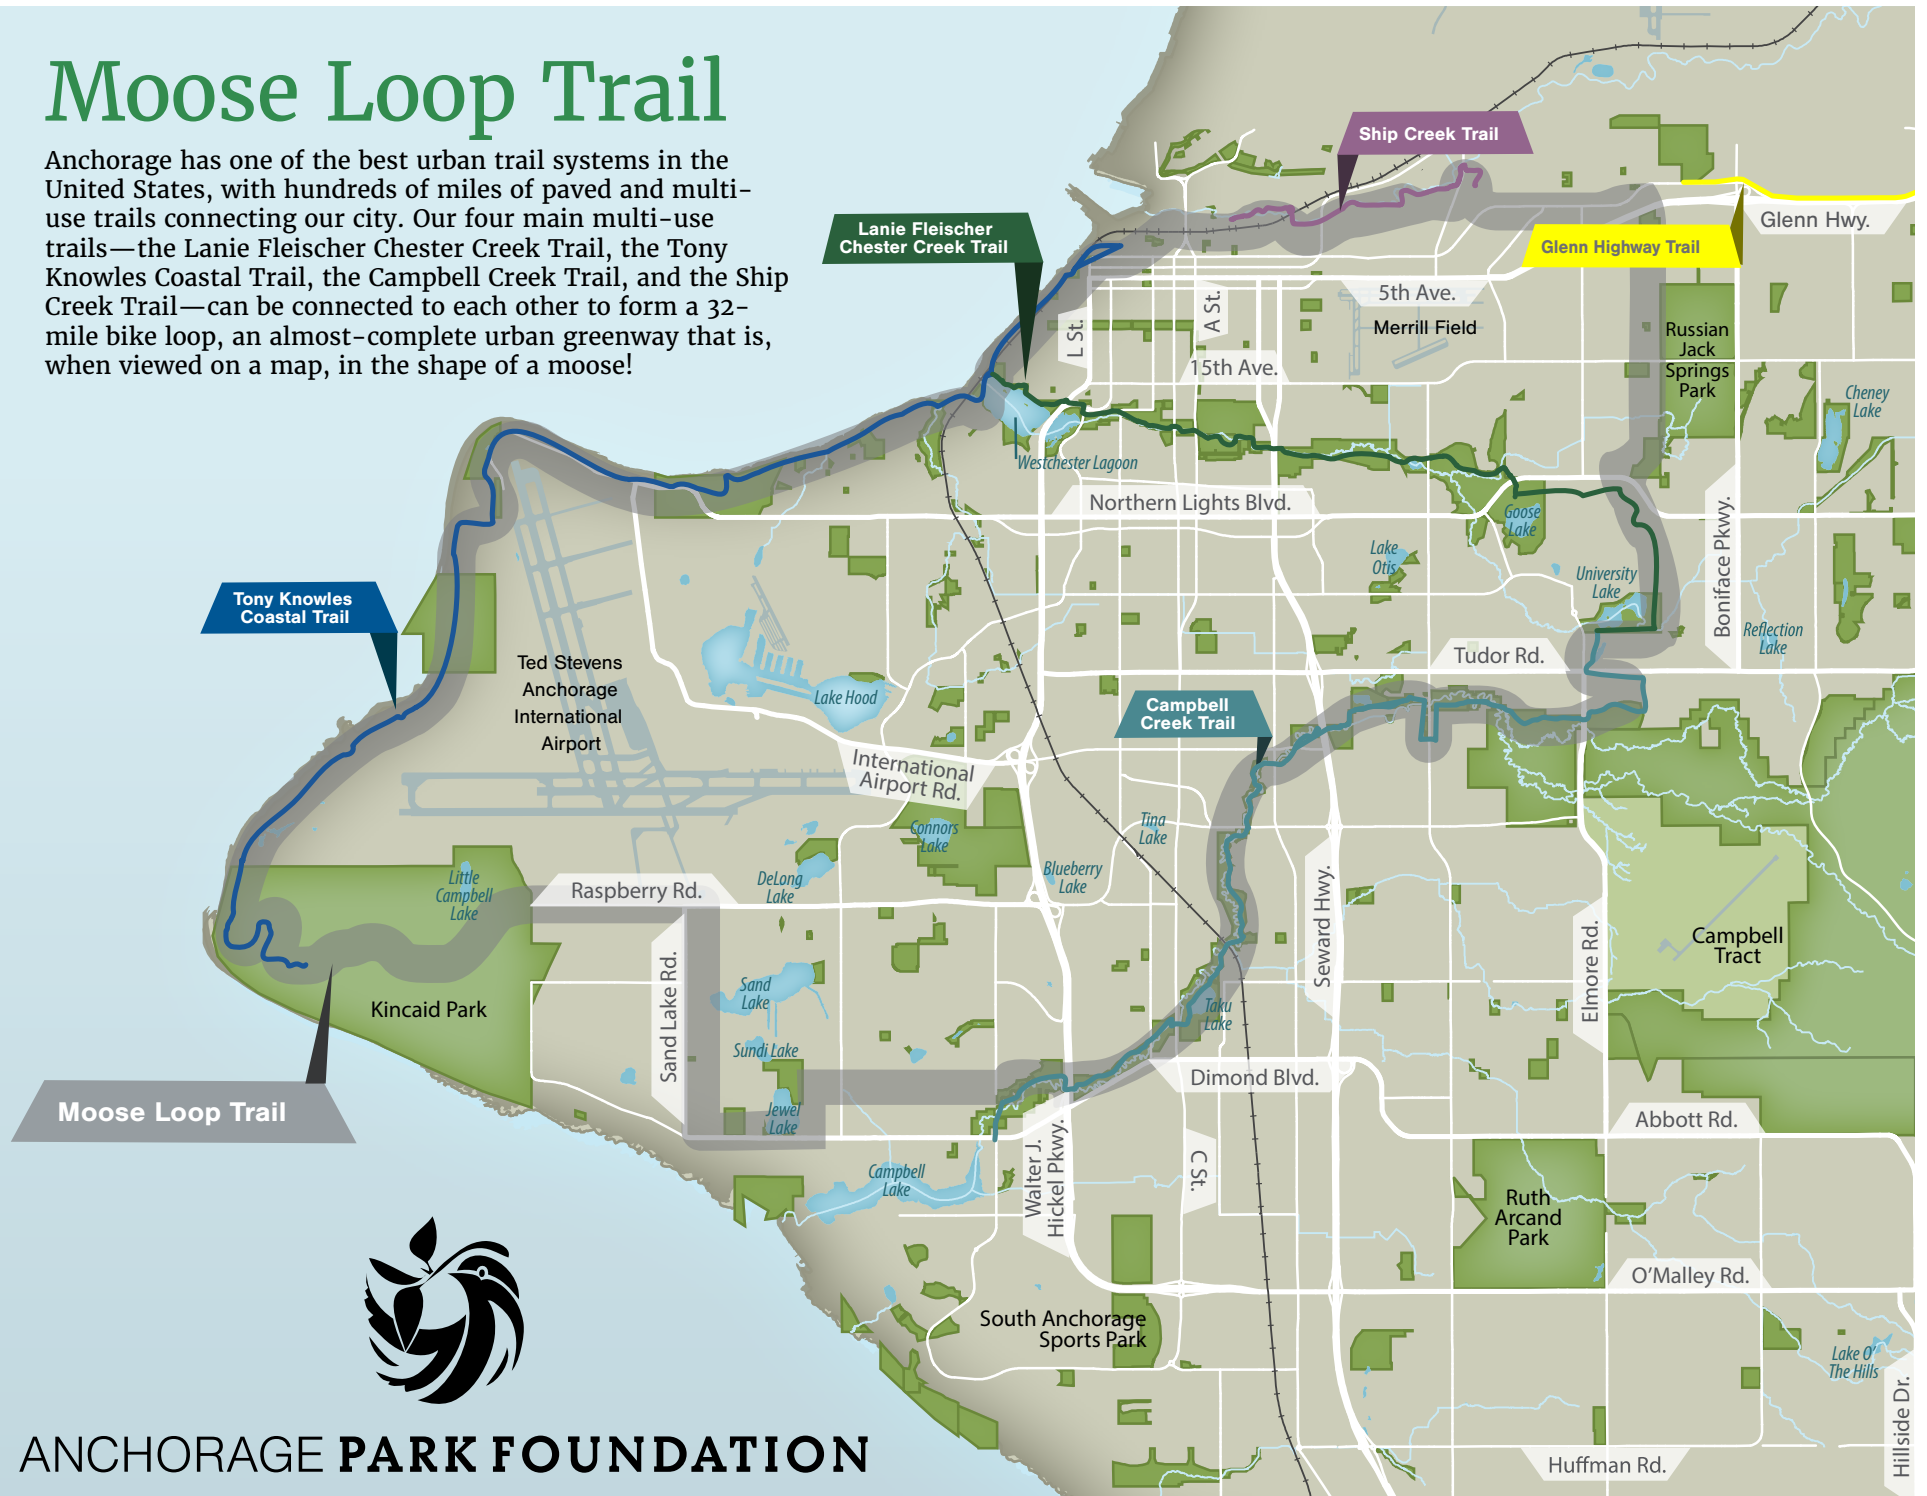 Moose Loop Trail
Anchorage has one of the best urban trail systems in the
United States, with hundreds of miles of paved and multi-
use trails connecting our city. Our four main multi-use
trails—the Lanie Fleischer Chester Creek Trail, the Tony
Knowles Coastal Trail, the Campbell Creek Trail, and the Ship
Creek Trail—can be connected to each other to form a 32-
mile bike loop, an almost-complete urban greenway that is,
when viewed on a map, in the shape of a moose!
Ship Creek Trail
Lanie Fleischer
Chester Creek Trail
Glenn Hwy.
Glenn Highway Trail
5th Ave.
A St.
L St.
Merrill Field
15th Ave.
Russian
Jack
Springs
Park
Cheney
Lake
Westchester Lagoon
Northern Lights Blvd.
Goose
Lake
Lake
Otis
University
Lake
Boniface Pkwy.
Reflection
Lake
Tudor Rd.
Tony Knowles
Coastal Trail
Ted Stevens
Anchorage
International
Airport
Lake Hood
Campbell
Creek Trail
International
Airport Rd.
Connors
Lake
Tina
Lake
Blueberry
Lake
DeLong
Lake
Little
Campbell
Lake
Raspberry Rd.
Seward Hwy.
Elmore Rd.
Campbell
Tract
Sand Lake Rd.
Sand
Lake
Kincaid Park
Taku
Lake
Sundi Lake
Jewel
Lake
Dimond Blvd.
Moose Loop Trail
Abbott Rd.
Walter J.
Hickel Pkwy.
C St.
Campbell
Lake
Ruth
Arcand
Park
O'Malley Rd.
South Anchorage
Sports Park
Lake O'
The Hills
Hillside Dr.
Huffman Rd.
ANCHORAGE PARK FOUNDATION